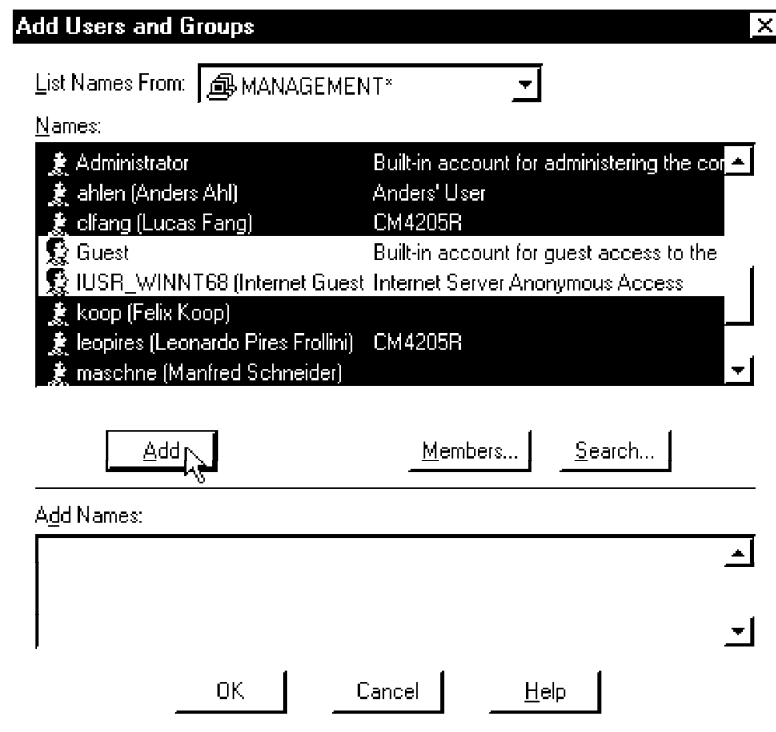 Add Users and Groups
List Names From: MANAGEMENT*
Names:
Administrator Built-in account for administering the cor
ahlen (Anders Ahl) Anders' User
clfang (Lucas Fang) CM4205R
Guest Built-in account for guest access to the
IUSR_WINNT68 (Internet Guest Internet Server Anonymous Access
koop (Felix Koop)
leopires (Leonardo Pires Frollini) CM4205R
maschne (Manfred Schneider)
Add Members... Search...
Add Names:
OK Cancel Help